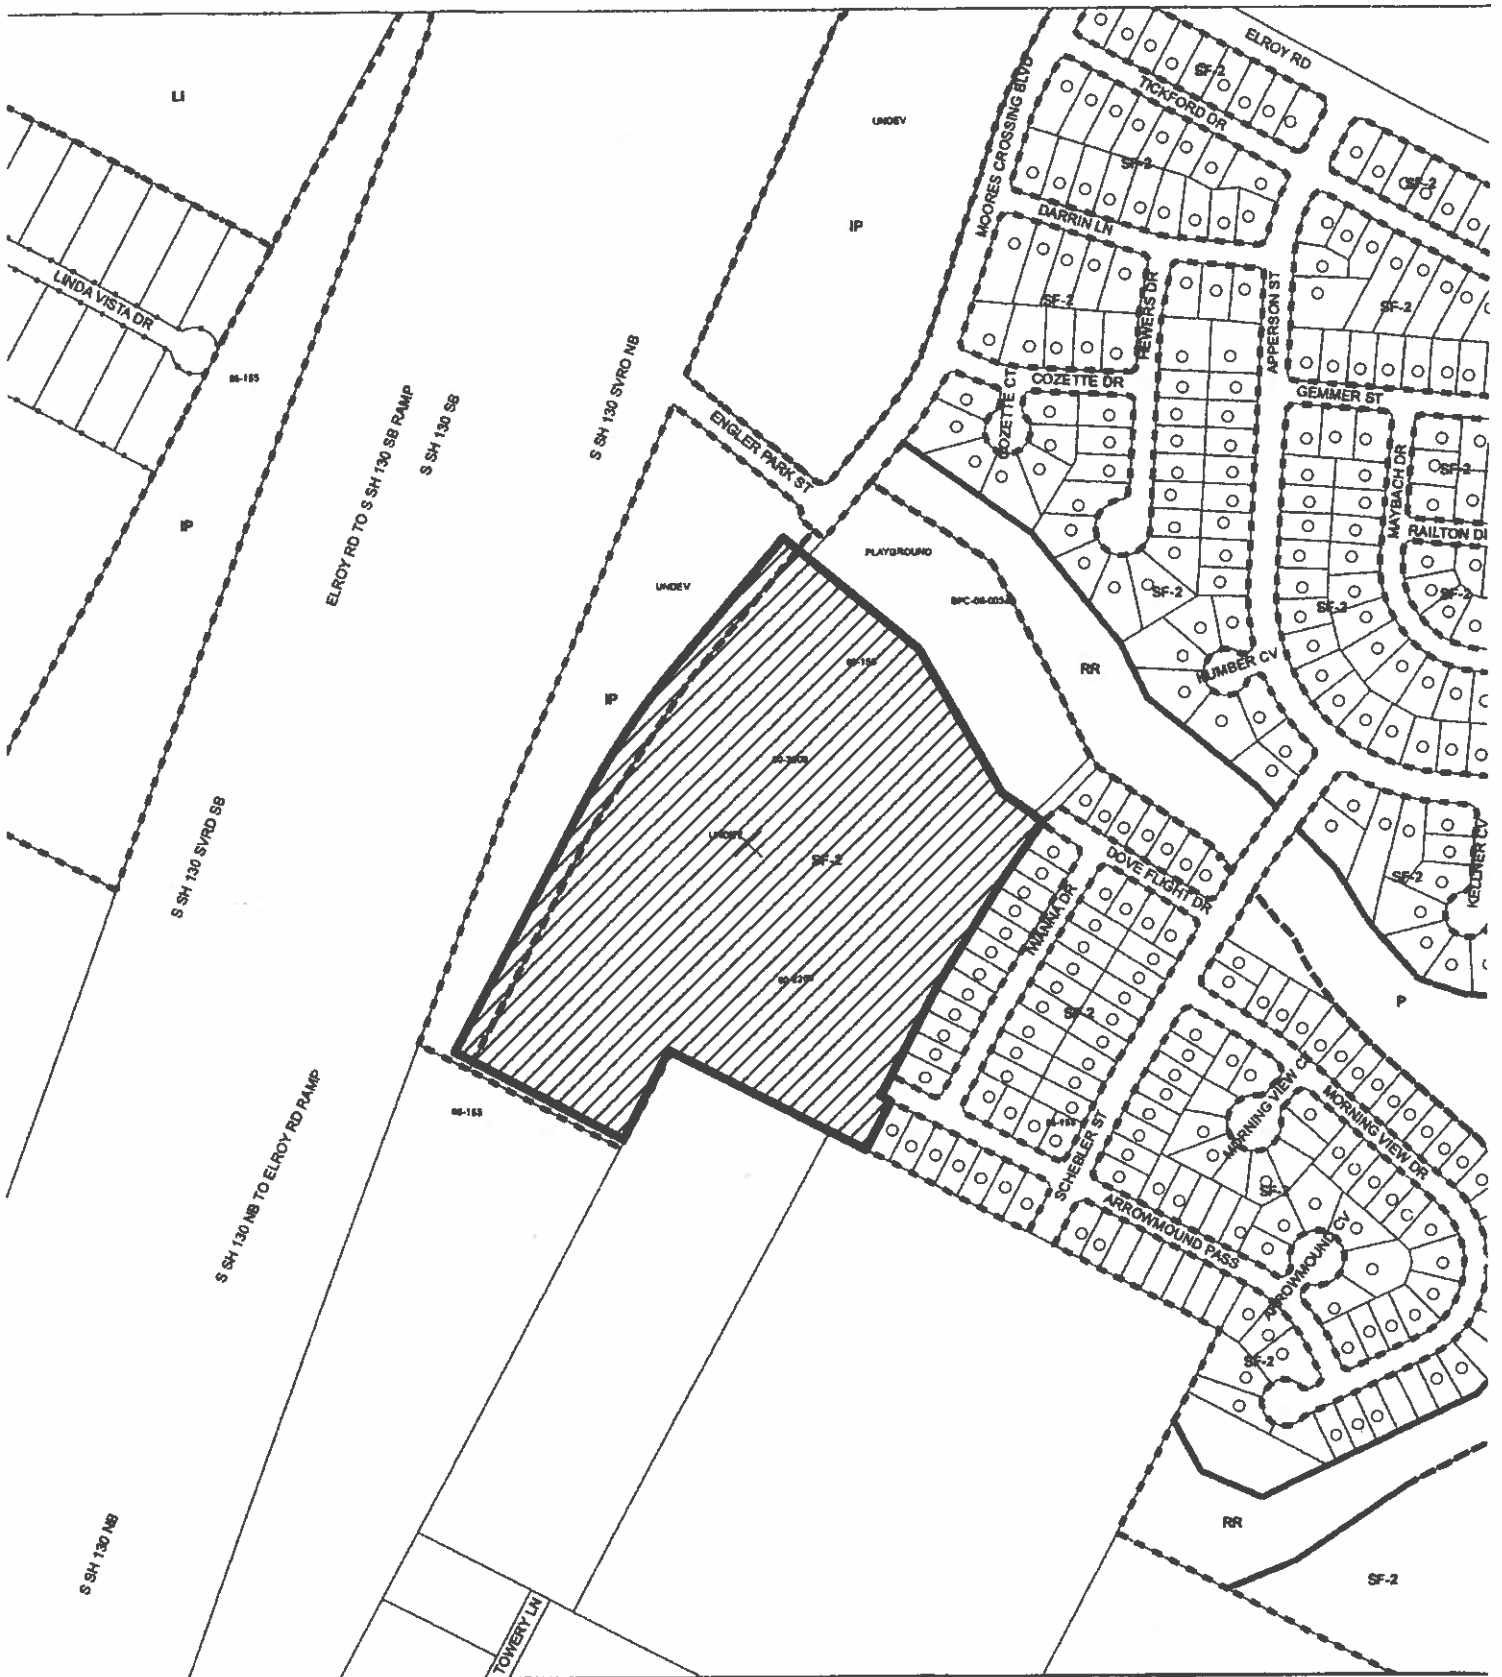 ELROY RD
SF-2
LI
TICKFORD DR
UNDEV
MOORES CROSSING BLVD
SF-2
SF-2
DARRIN LN
IP
LINDA VISTA DR
SF-2
HEWERS DR
APPERSON ST
SF-2
S SH 130 SVRD NB
COZETTE DR
GEMMER ST
ELROY RD TO S SH 130 SB RAMP
S SH 130 SB
ENGLER PARK ST
COZETTE CT
MAYBACH DR
SF-2
IP
PLAYGROUND
UNDEV
SF-2
SF-2
SF-2
RR
HUMBER CV
IP
S SH 130 SVRD SB
SF-2
DOVE FLIGHT DR
SF-2
KELLNER CV
IWANNA DR
SF-2
P
S SH 130 NB TO ELROY RD RAMP
MORNING VIEW CV
MORNING VIEW DR
SCHEBLER ST
SF-2
ARROWMOUND PASS
ARROWMOUND CV
SF-2
RR
S SH 130 NB
SF-2
TOWERY LN